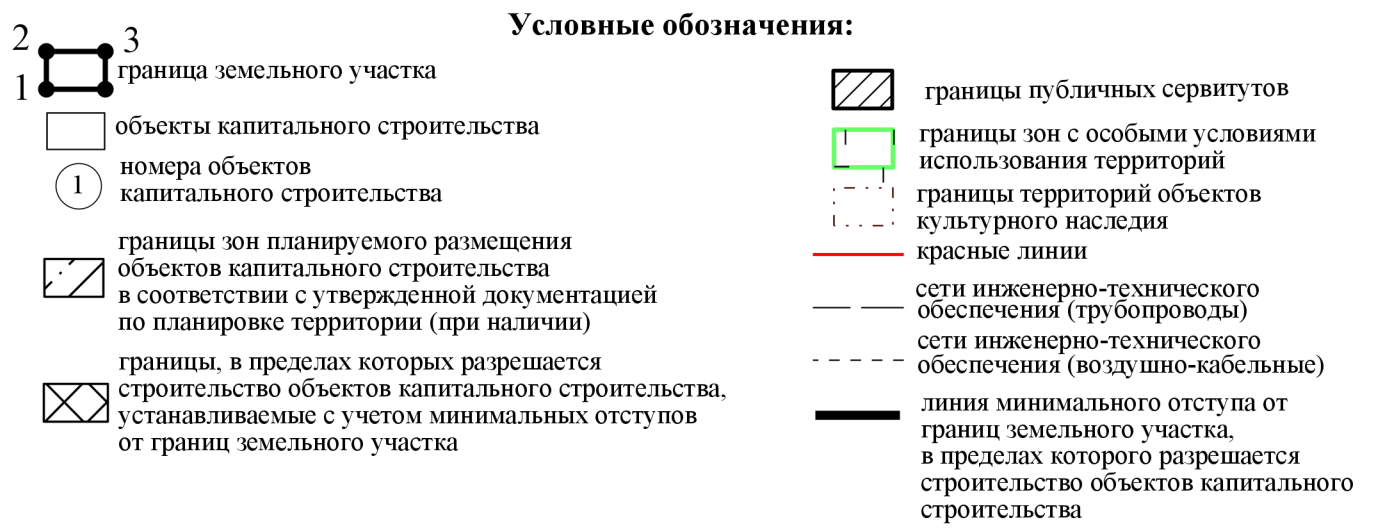 Условные обозначения:
2
3
1
граница земельного участка
объекты капитального строительства
1
номера объектов
капитального строительства
границы зон планируемого размещения
объектов капитального строительства
в соответствии с утвержденной документацией
по планировке территории (при наличии)
границы, в пределах которых разрешается
строительство объектов капитального строительства,
устанавливаемые с учетом минимальных отступов
от границ земельного участка
границы публичных сервитутов
границы зон с особыми условиями
использования территорий
границы территорий объектов
культурного наследия
красные линии
сети инженерно-технического
обеспечения (трубопроводы)
сети инженерно-технического
обеспечения (воздушно-кабельные)
линия минимального отступа от
границ земельного участка,
в пределах которого разрешается
строительство объектов капитального
строительства